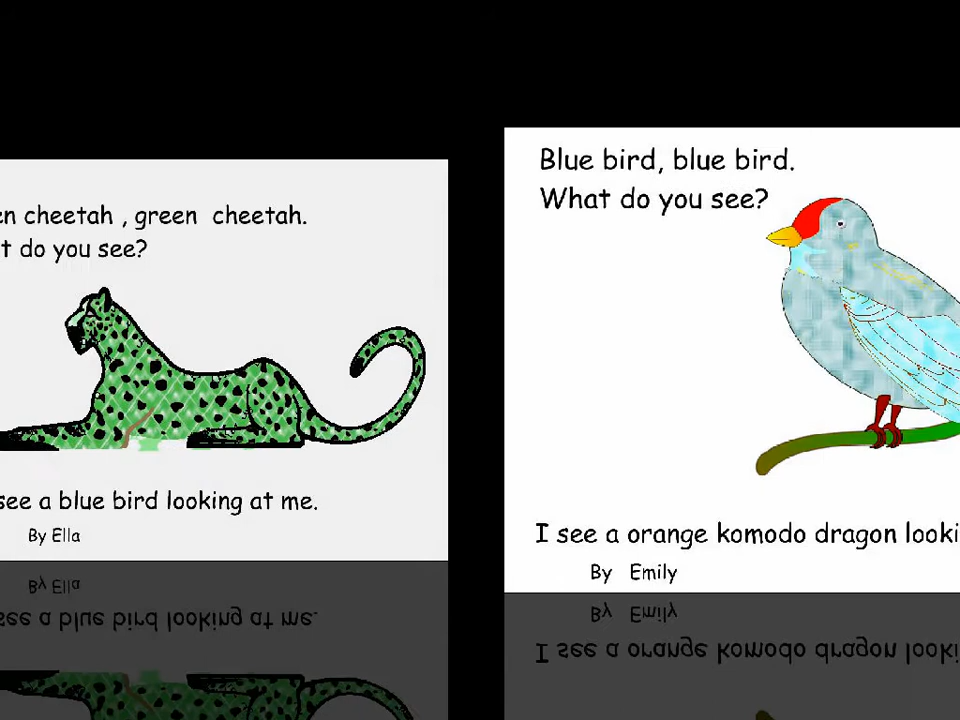 en cheetah , green cheetah.
t do you see?
see a blue bird looking at me.
By Ella
Blue bird, blue bird.
What do you see?
I see a orange komodo dragon looki
By Emily